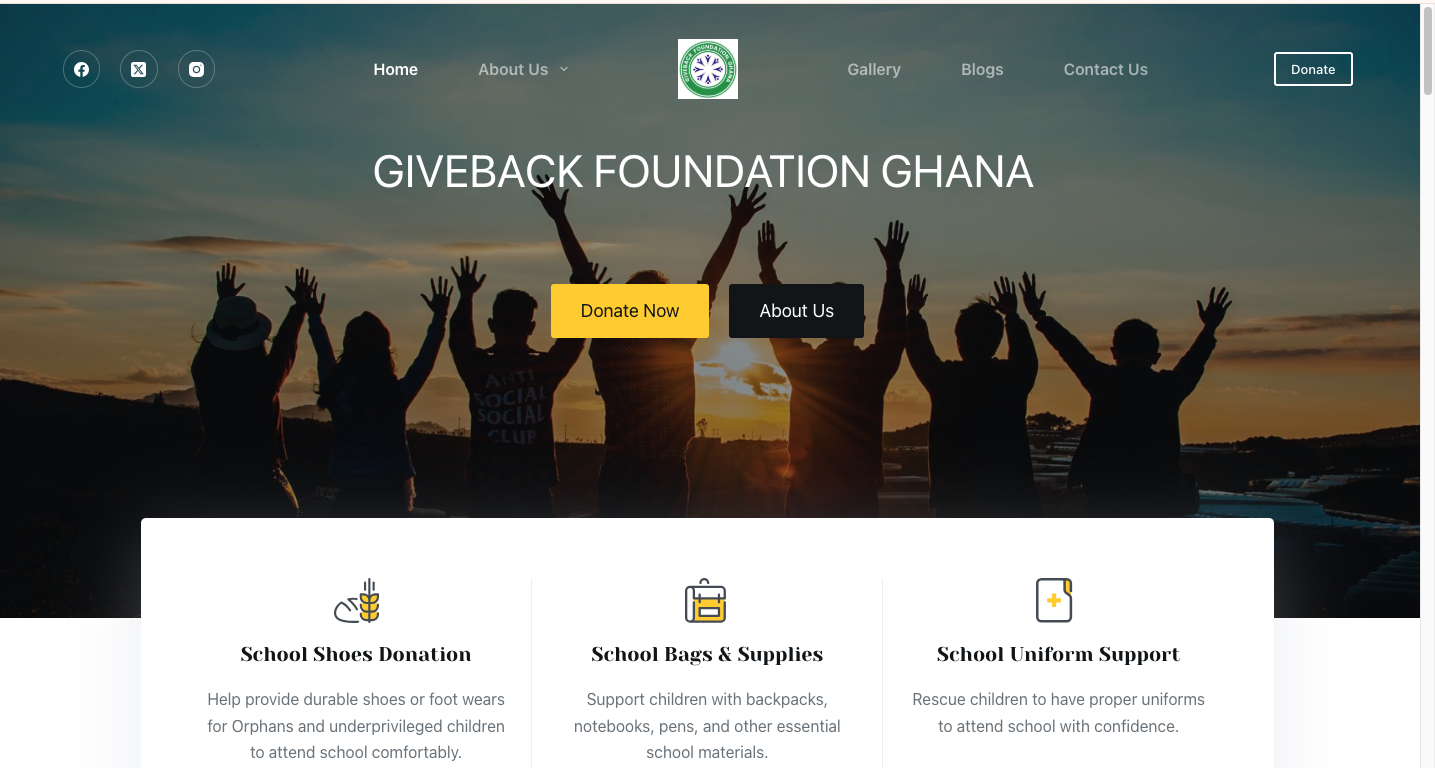 Home
About Us
GIVEBACK FOUNDATION GHANA
Gallery
Blogs
Contact Us
Donate
GIVEBACK FOUNDATION GHANA
Donate Now
About Us
ANTI
SOCIAL
SOCIAL
CLUB
School Shoes Donation
Help provide durable shoes or foot wears
for Orphans and underprivileged children
to attend school comfortably.
School Bags & Supplies
Support children with backpacks,
notebooks, pens, and other essential
school materials.
School Uniform Support
Rescue children to have proper uniforms
to attend school with confidence.